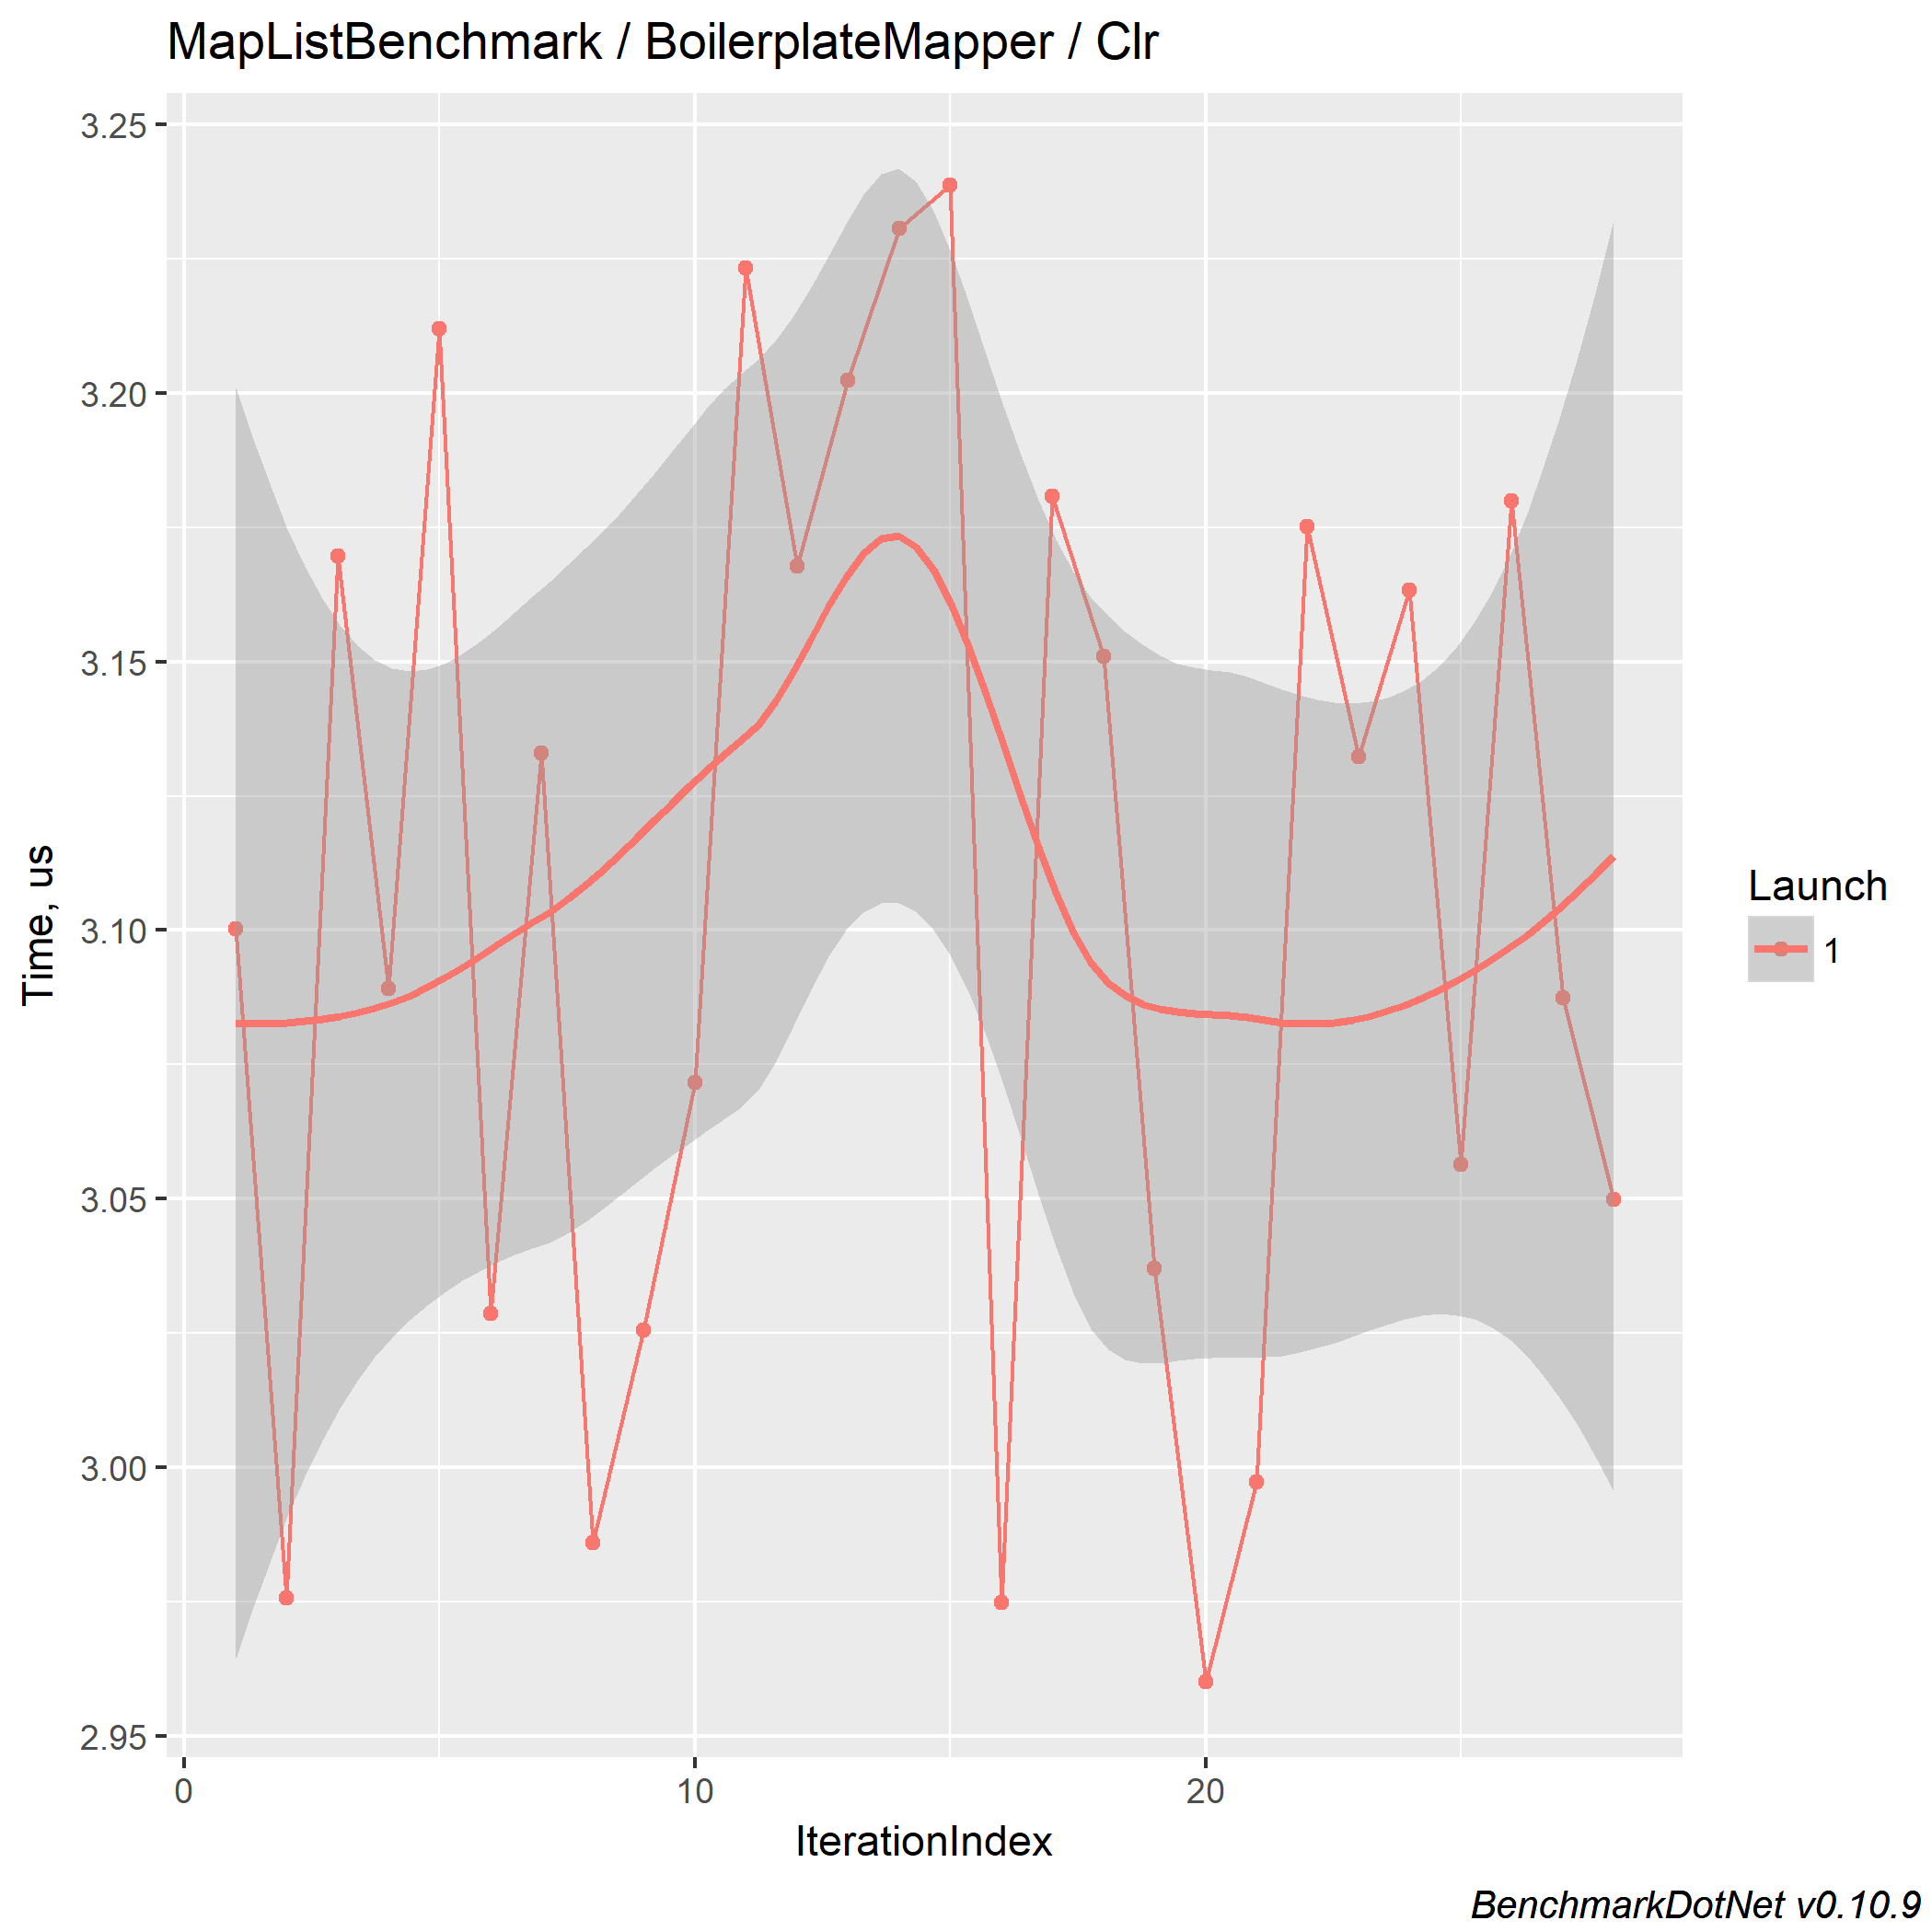 MapListBenchmark / BoilerplateMapper / Clr
3.25
3.20
3.15
3.10
3.05
3.00
2.95
Time, us
0
10
20
IterationIndex
Launch
1
BenchmarkDotNet v0.10.9